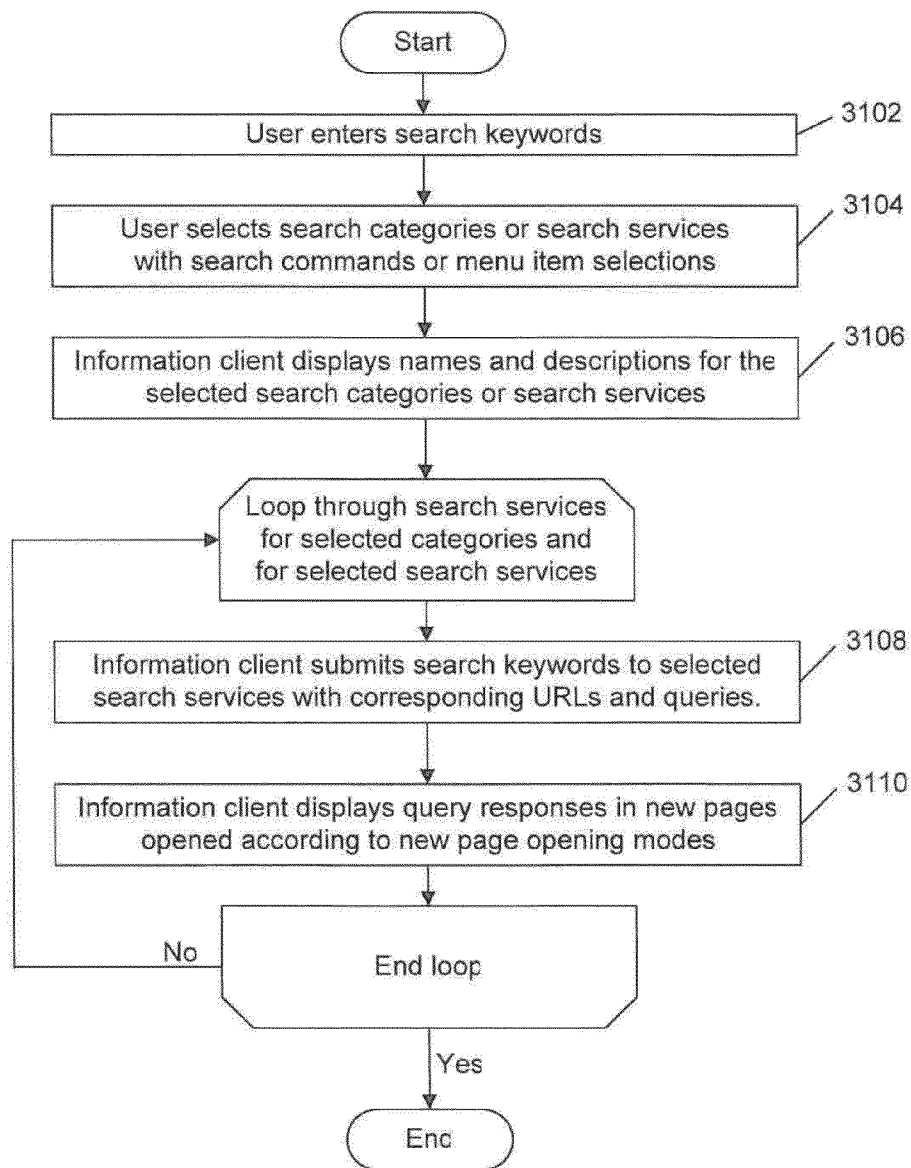 Start
User enters search keywords
3102
User selects search categories or search services
with search commands or menu item selections
3104
Information client displays names and descriptions for the
selected search categories or search services
3106
Loop through search services
for selected categories and
for selected search services
Information client submits search keywords to selected
search services with corresponding URLs and queries.
3108
Information client displays query responses in new pages
opened according to new page opening modes
3110
No
End loop
Yes
End